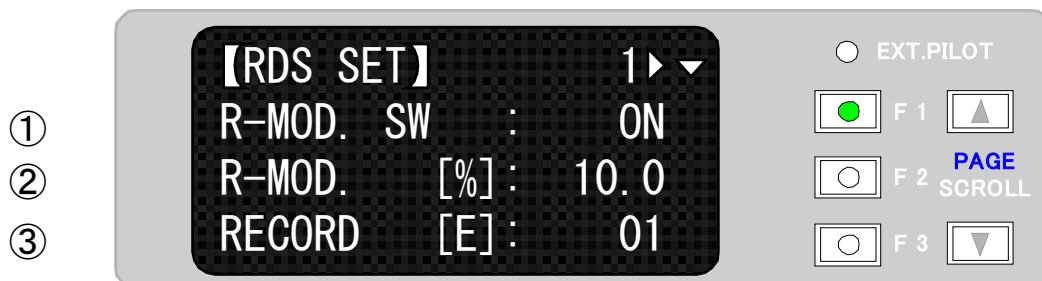 【RDS SET】 1▶▼
① R-MOD. SW : ON
② R-MOD. [%]: 10.0
③ RECORD [E]: 01
EXT.PILOT
F 1
F 2
PAGE
SCROLL
F 3